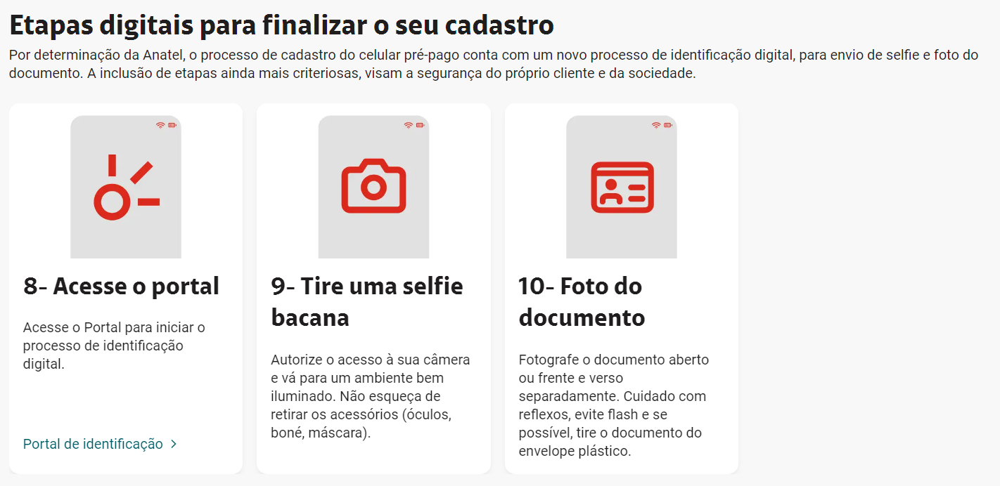 Etapas digitais para finalizar o seu cadastro
Por determinação da Anatel, o processo de cadastro do celular pré-pago conta com um novo processo de identificação digital, para envio de selfie e foto do
documento. A inclusão de etapas ainda mais criteriosas, visam a segurança do próprio cliente e da sociedade.
8- Acesse o portal
Acesse o Portal para iniciar o
processo de identificação
digital.
Portal de identificação
9- Tire uma selfie
bacana
Autorize o acesso à sua câmera
e vá para um ambiente bem
iluminado. Não esqueça de
retirar os acessórios (óculos,
boné, máscara).
10- Foto do
documento
Fotografe o documento aberto
ou frente e verso
separadamente. Cuidado com
reflexos, evite flash e se
possível, tire o documento do
envelope plástico.